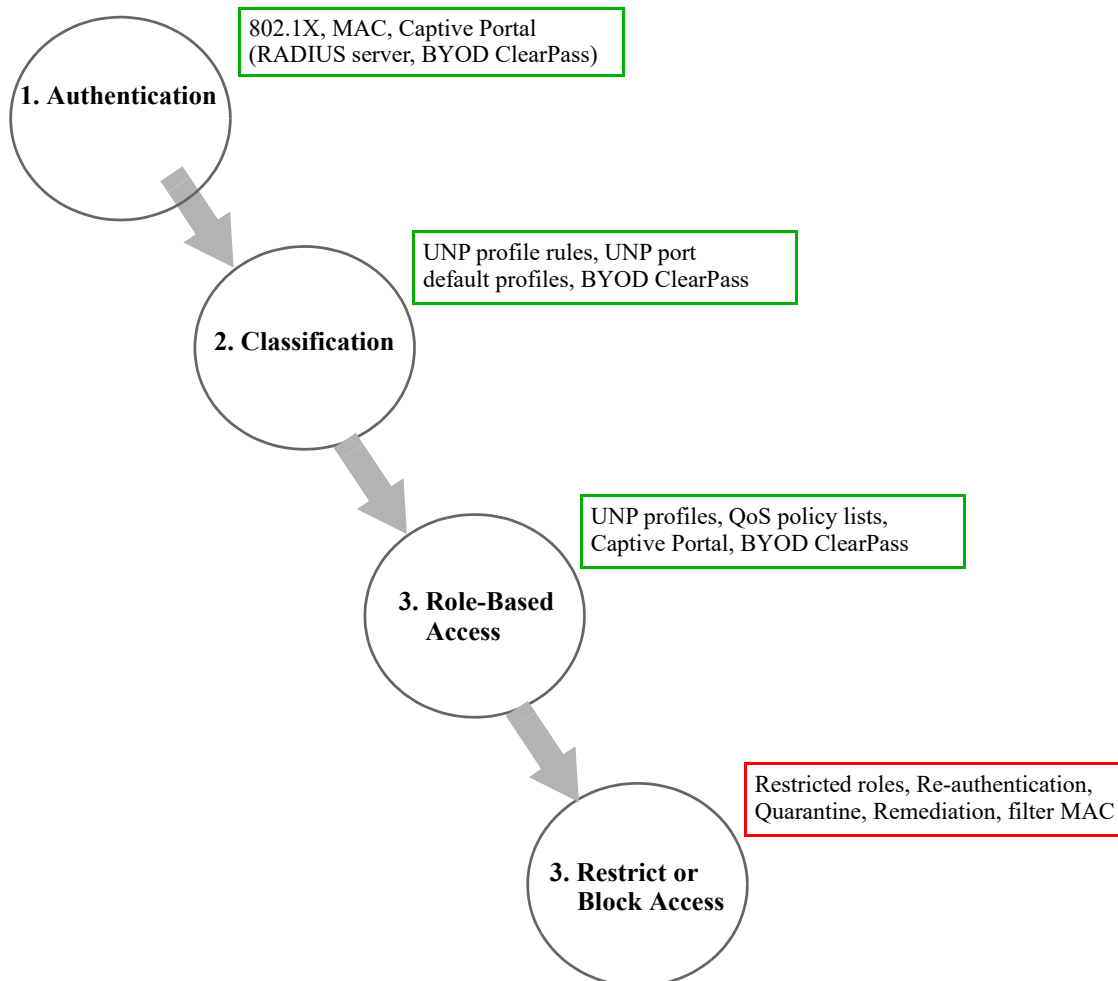 802.1X, MAC, Captive Portal
(RADIUS server, BYOD ClearPass)
1. Authentication
UNP profile rules, UNP port
default profiles, BYOD ClearPass
2. Classification
UNP profiles, QoS policy lists,
Captive Portal, BYOD ClearPass
3. Role-Based
Access
Restricted roles, Re-authentication,
Quarantine, Remediation, filter MAC
3. Restrict or
Block Access